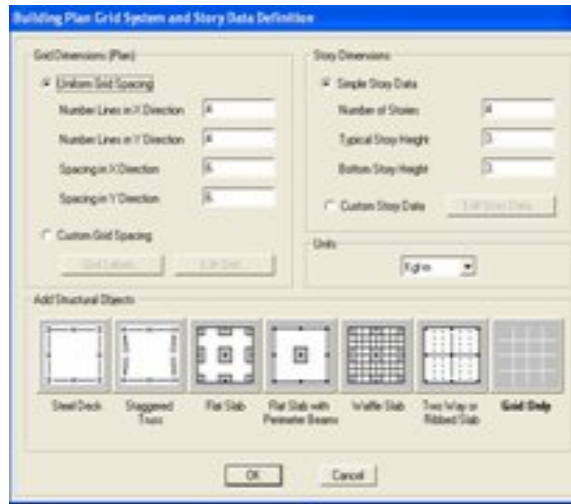 Building Plan Grid System and Story Data Definition
Grid Dimensions (Plan)
Uniform Grid Spacing
Number Lines in X Direction 4
Number Lines in Y Direction 4
Spacing in X Direction 6.
Spacing in Y Direction 6.
Custom Grid Spacing
Grid Labels... Edit Grid...
Story Dimensions
Simple Story Data
Number of Stories 4
Typical Story Height 3.
Bottom Story Height 3.
Custom Story Data Edit Story Data...
Units
Kgf-m
Add Structural Objects
Steel Deck
Staggered Truss
Flat Slab
Flat Slab with Perimeter Beams
Waffle Slab
Two Way or Ribbed Slab
Grid Only
OK Cancel